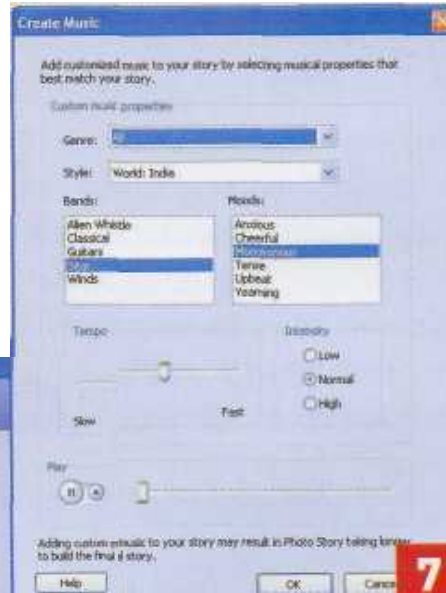 Create Music
Add customized music to your story by selecting musical properties that
best match your story.
Custom music properties
Genre: All
Style: World: India
Bands:
Alien Whistle
Classical
Guitars
Winds
Moods:
Anxious
Cheerful
Tense
Upbeat
Yearning
Tempo
Slow
Fast
Intensity
Low
Normal
High
Play
Adding custom music to your story may result in Photo Story taking longer
to build the final story.
Help
OK
Cancel
7